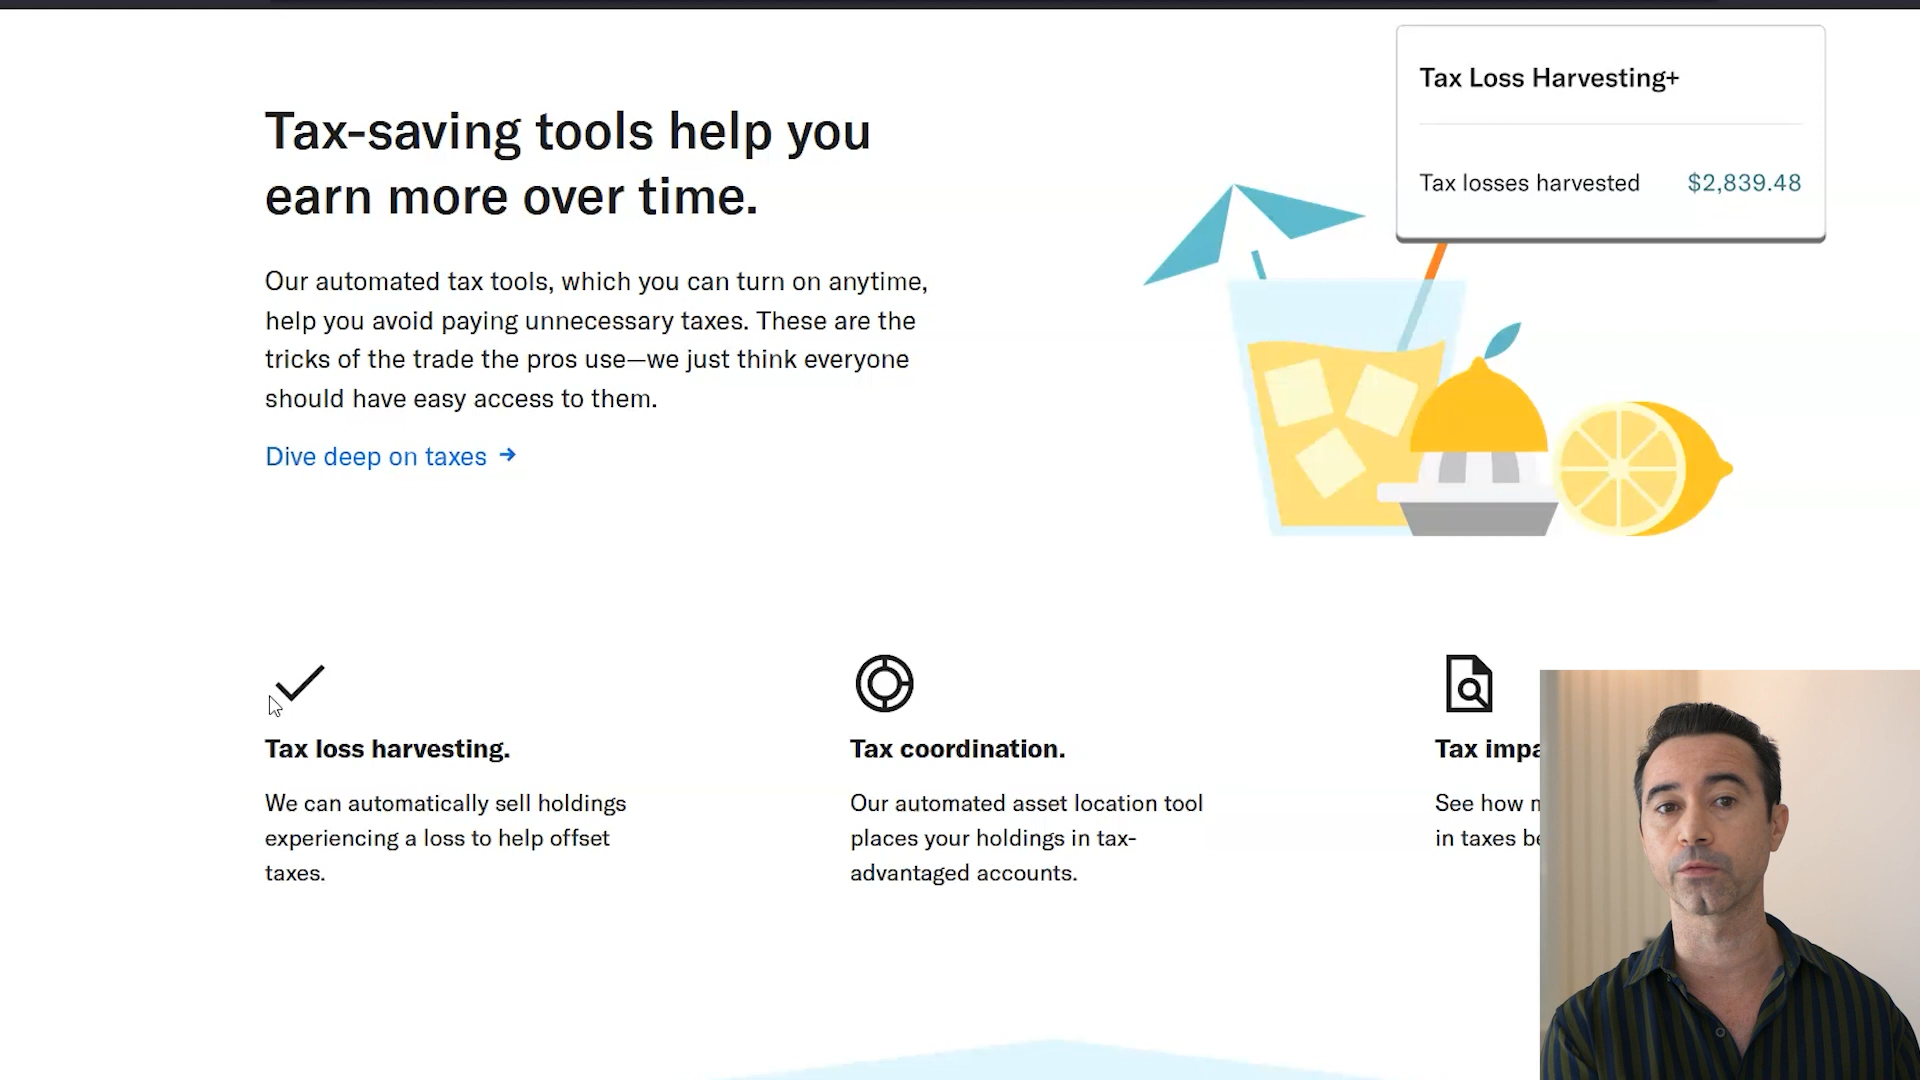 Tax Loss Harvesting+
Tax losses harvested $2,839.48
Tax-saving tools help you
earn more over time.
Our automated tax tools, which you can turn on anytime,
help you avoid paying unnecessary taxes. These are the
tricks of the trade the pros use—we just think everyone
should have easy access to them.
Dive deep on taxes →
Tax loss harvesting.
We can automatically sell holdings
experiencing a loss to help offset
taxes.
Tax coordination.
Our automated asset location tool
places your holdings in tax-
advantaged accounts.
Tax
See how
in taxes